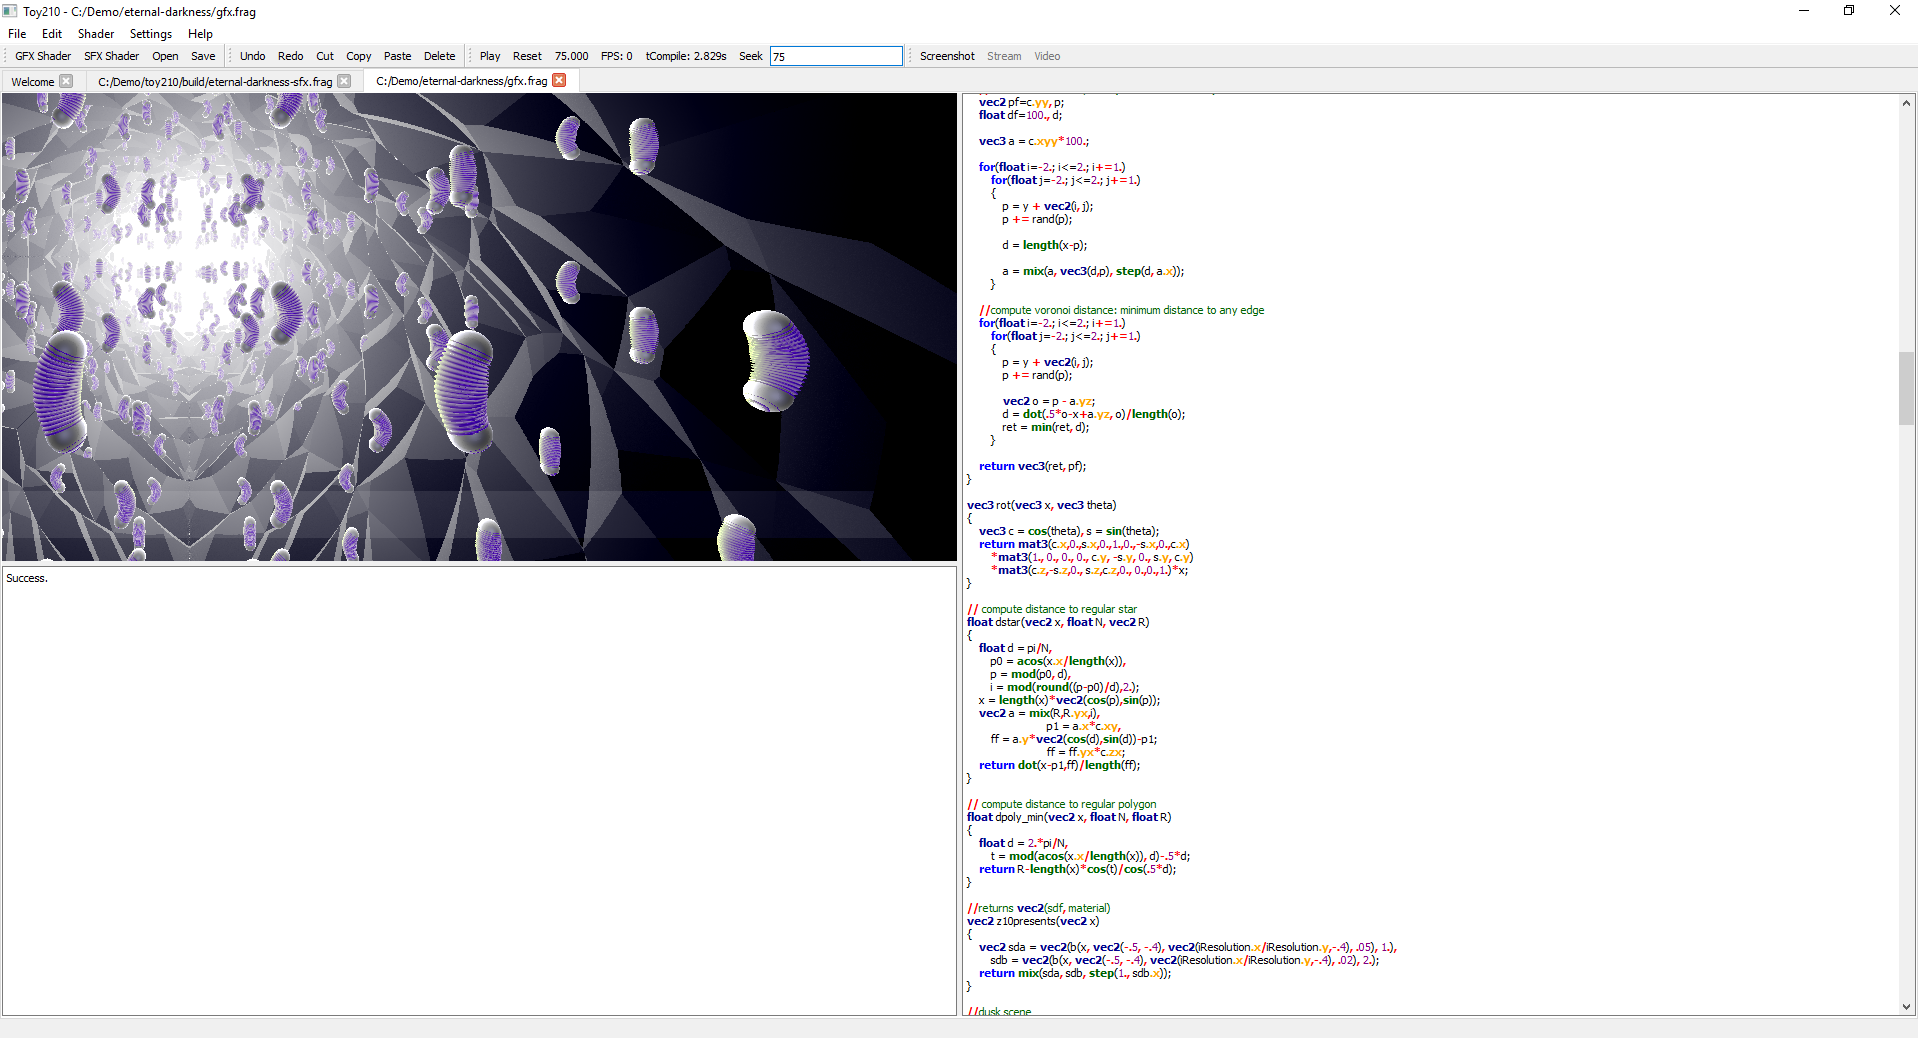 Toy210 - C:/Demo/eternal-darkness/gfx.frag
File Edit Shader Settings Help
GFX Shader SFX Shader Open Save Undo Redo Cut Copy Paste Delete Play Reset 75.000 FPS: 0 tCompile: 2.829s Seek 75 Screenshot Stream Video
Welcome C:/Demo/toy210/build/eternal-darkness-sfx.frag C:/Demo/eternal-darkness/gfx.frag
Success.
vec2 pf=c.yy, p;
float df=100., d;
vec3 a = c.xyy*100.;
for(float i=-2.; i<=2.; i+=1.)
for(float j=-2.; j<=2.; j+=1.)
{
p = y + vec2(i, j);
p += rand(p);
d = length(x-p);
a = mix(a, vec3(d,p), step(d, a.x));
}
//compute voronoi distance: minimum distance to any edge
for(float i=-2.; i<=2.; i+=1.)
for(float j=-2.; j<=2.; j+=1.)
{
p = y + vec2(i, j);
p += rand(p);
vec2 o = p - a.yz;
d = dot(.5*o-x+a.yz, o)/length(o);
ret = min(ret, d);
}
return vec3(ret, pf);
}
vec3 rot(vec3 x, vec3 theta)
{
vec3 c = cos(theta), s = sin(theta);
return mat3(c.x,0.,s.x,0.,1.,0.,-s.x,0.,c.x)
*mat3(1., 0., 0., 0., c.y, -s.y, 0., s.y, c.y)
*mat3(c.z,-s.z,0., s.z,c.z,0., 0.,0.,1.)*x;
}
// compute distance to regular star
float dstar(vec2 x, float N, vec2 R)
{
float d = pi/N,
p0 = acos(x.x/length(x)),
p = mod(p0, d),
i = mod(round((p-p0)/d),2.);
x = length(x)*vec2(cos(p),sin(p));
vec2 a = mix(R,R.yx,i),
p1 = a.x*c.xy,
ff = a.y*vec2(cos(d),sin(d))-p1;
ff = ff.yx*c.zx;
return dot(x-p1,ff)/length(ff);
}
// compute distance to regular polygon
float dpoly_min(vec2 x, float N, float R)
{
float d = 2.*pi/N,
t = mod(acos(x.x/length(x)), d)-.5*d;
return R-length(x)*cos(t)/cos(.5*d);
}
//returns vec2(sdf, material)
vec2 z10presents(vec2 x)
{
vec2 sda = vec2(b(x, vec2(-.5, -.4), vec2(iResolution.x/iResolution.y,-.4), .05), 1.),
sdb = vec2(b(x, vec2(-.5, -.4), vec2(iResolution.x/iResolution.y,-.4), .02), 2.);
return mix(sda, sdb, step(1., sdb.x));
}
//dusk scene